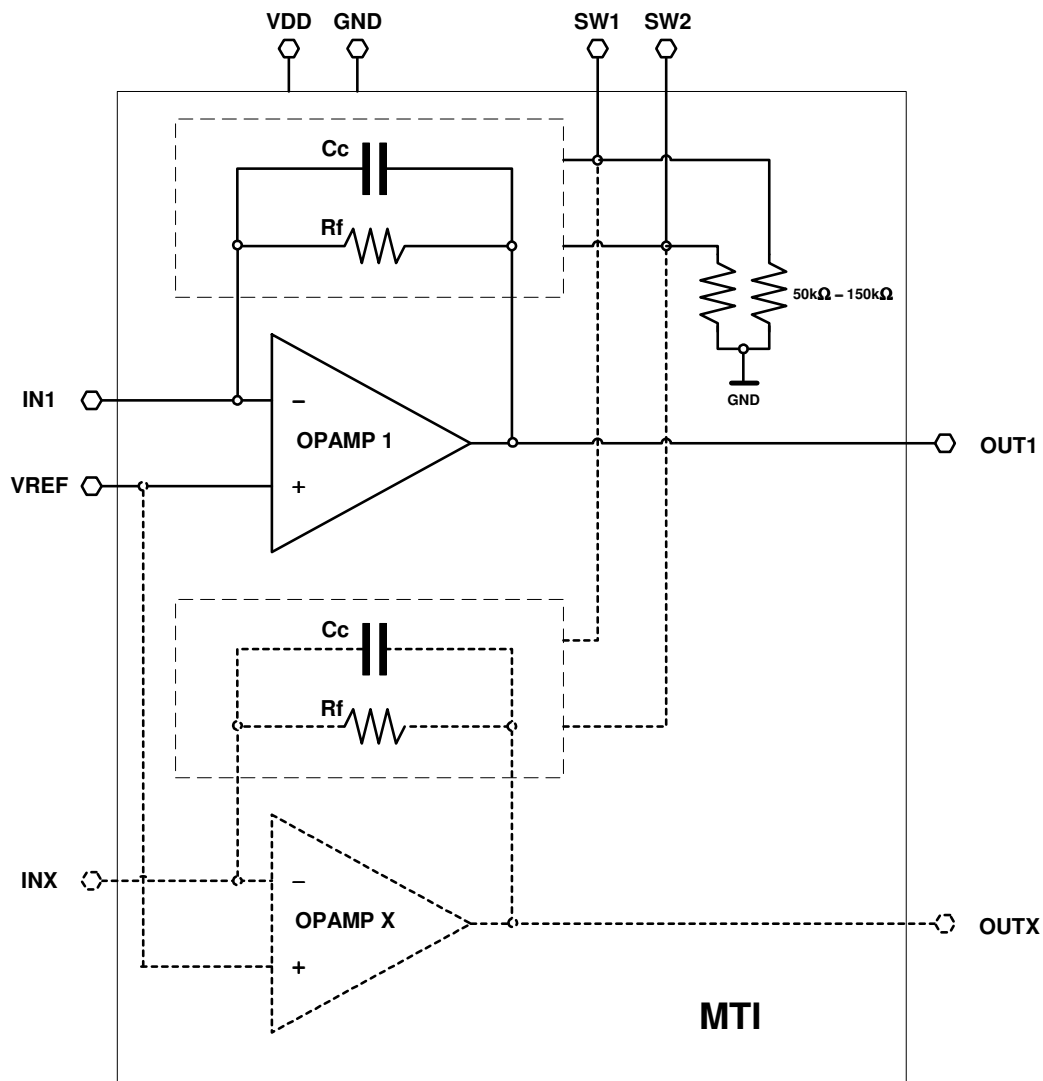 VDD GND SW1 SW2
Cc
Rf
50kΩ – 150kΩ
GND
IN1
−
OPAMP 1
OUT1
VREF
+
Cc
Rf
INX
−
OPAMP X
OUTX
+
MTI